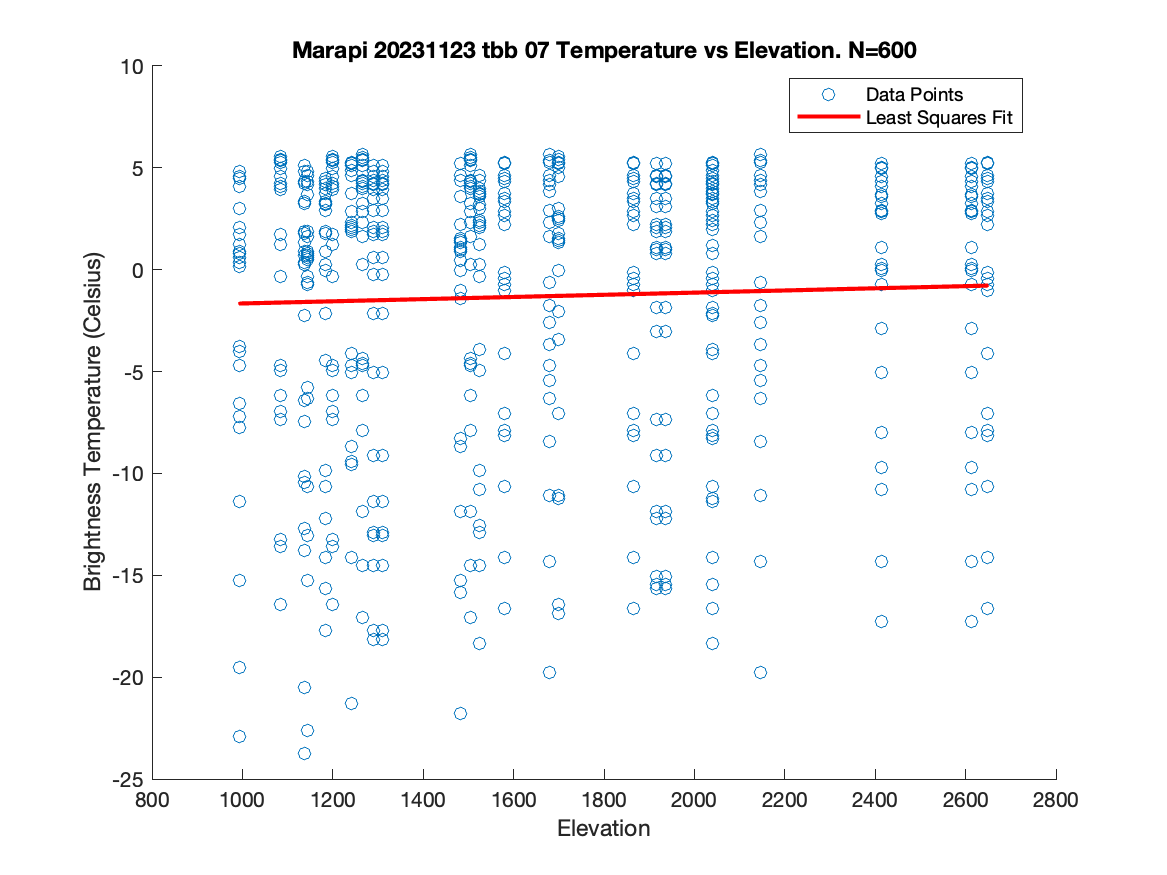 Marapi 20231123 tbb 07 Temperature vs Elevation. N=600
Data Points
Least Squares Fit
10
5
0
-5
-10
-15
-20
-25
Brightness Temperature (Celsius)
800 1000 1200 1400 1600 1800 2000 2200 2400 2600 2800
Elevation